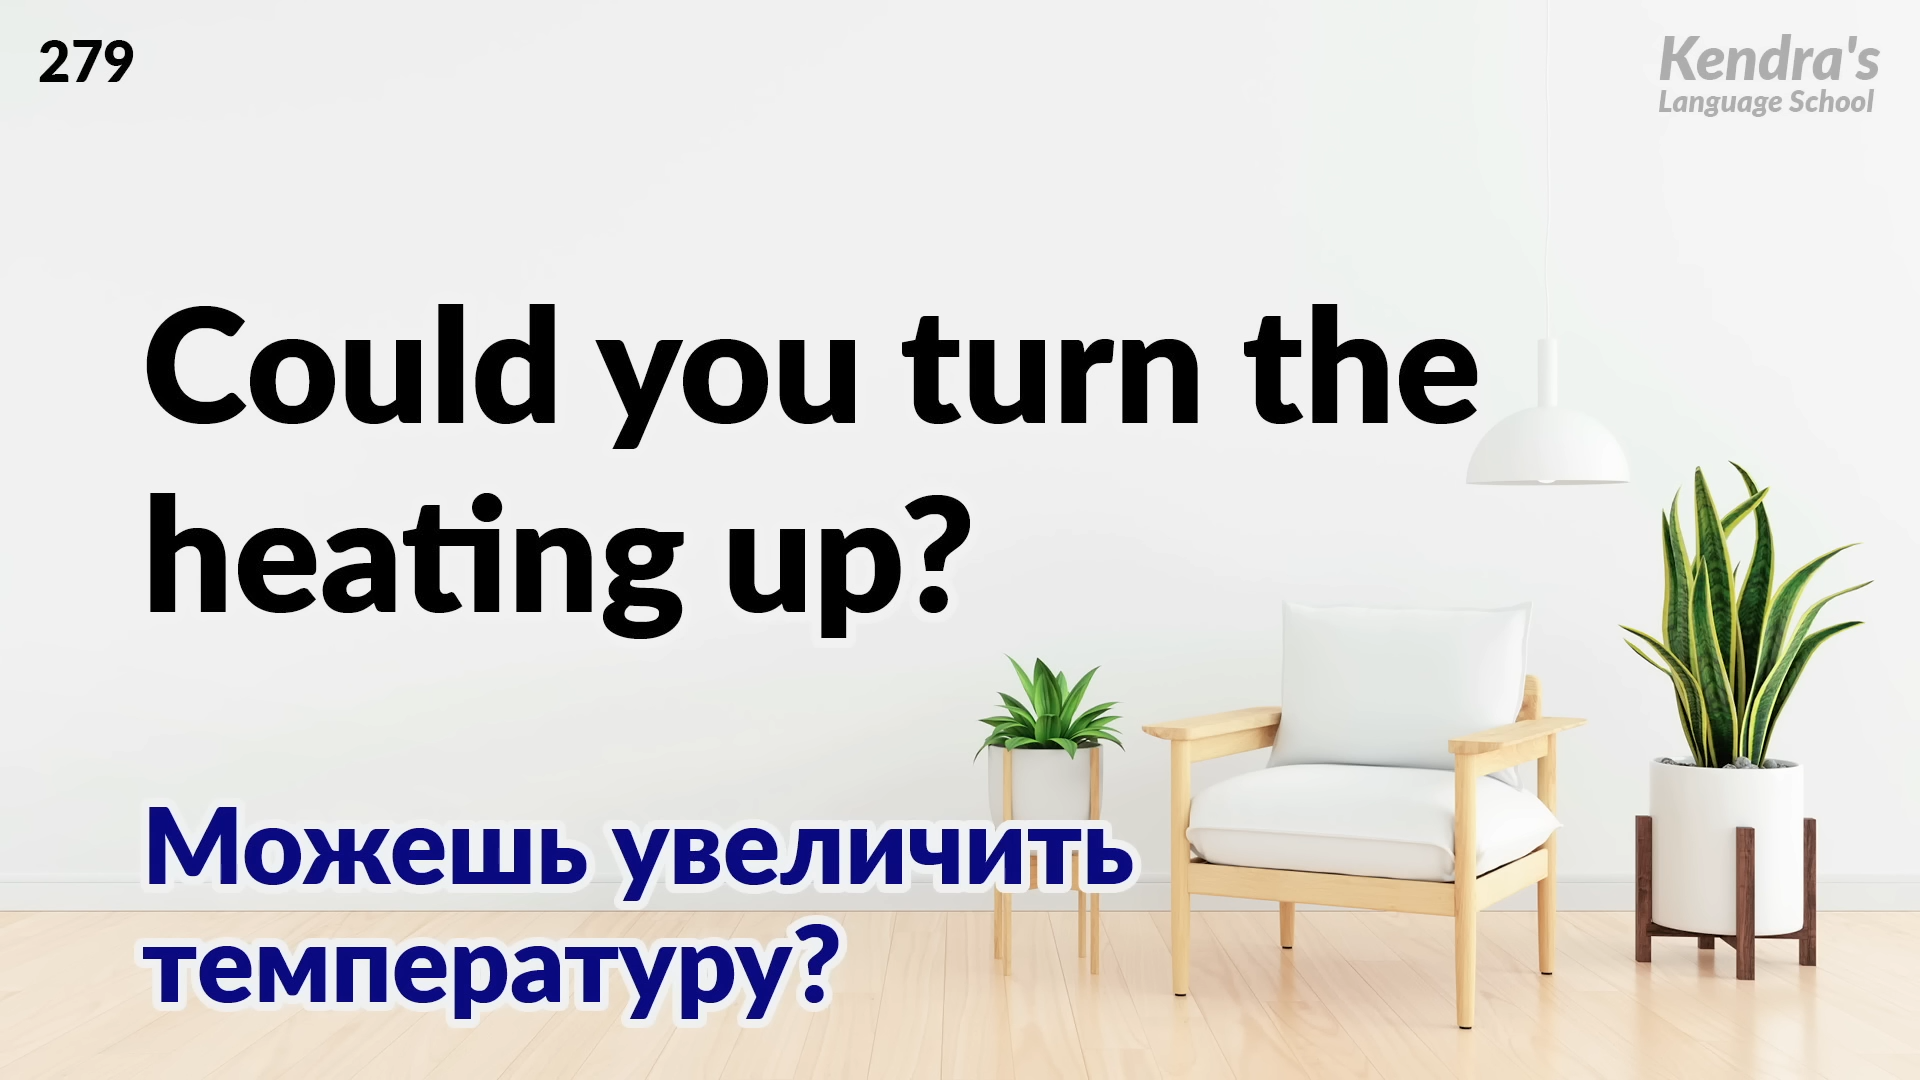 279
Kendra's
Language School
Could you turn the
heating up?
Можешь увеличить
температуру?